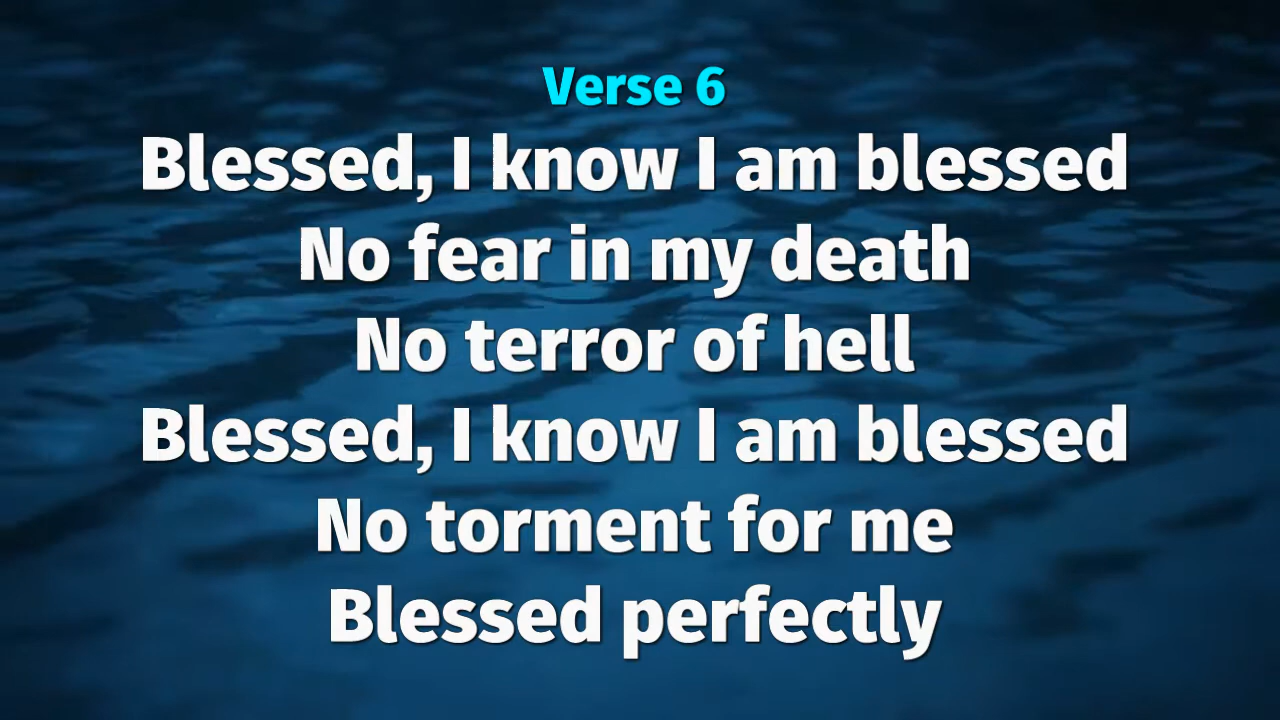 Verse 6
Blessed, I know I am blessed
No fear in my death
No terror of hell
Blessed, I know I am blessed
No torment for me
Blessed perfectly